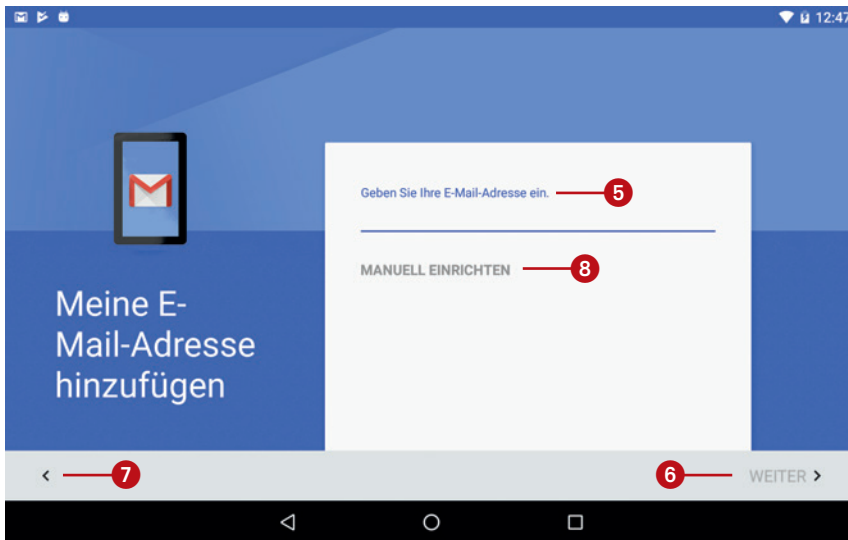 12:47
Geben Sie Ihre E-Mail-Adresse ein. 5
MANUELL EINRICHTEN 8
Meine E-
Mail-Adresse
hinzufügen
7 6 WEITER